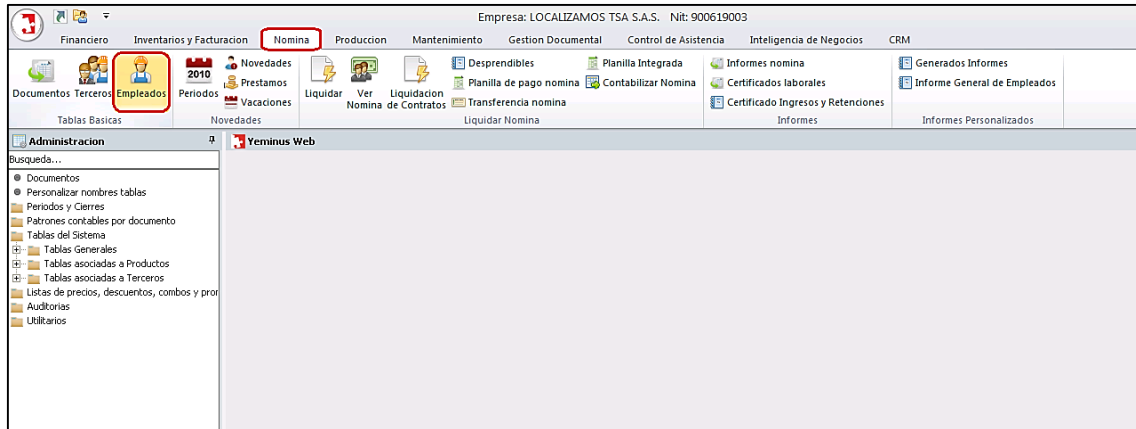 Empresa: LOCALIZAMOS TSA S.A.S. Nit: 900619003
Financiero Inventarios y Facturacion Nomina Produccion Mantenimiento Gestion Documental Control de Asistencia Inteligencia de Negocios CRM
Documentos Terceros Empleados
Tablas Basicas
2010
Periodos
Novedades
Prestamos
Vacaciones
Novedades
Liquidar
Ver Nomina
Liquidacion de Contratos
Desprendibles
Planilla de pago nomina
Transferencia nomina
Planilla Integrada
Contabilizar Nomina
Liquidar Nomina
Informes nomina
Certificados laborales
Certificado Ingresos y Retenciones
Informes
Generados Informes
Informe General de Empleados
Informes Personalizados
Administracion
Busqueda...
Documentos
Personalizar nombres tablas
Periodos y Cierres
Patrones contables por documento
Tablas del Sistema
Tablas Generales
Tablas asociadas a Productos
Tablas asociadas a Terceros
Listas de precios, descuentos, combos y pror
Auditorias
Utilitarios
Yeminus Web